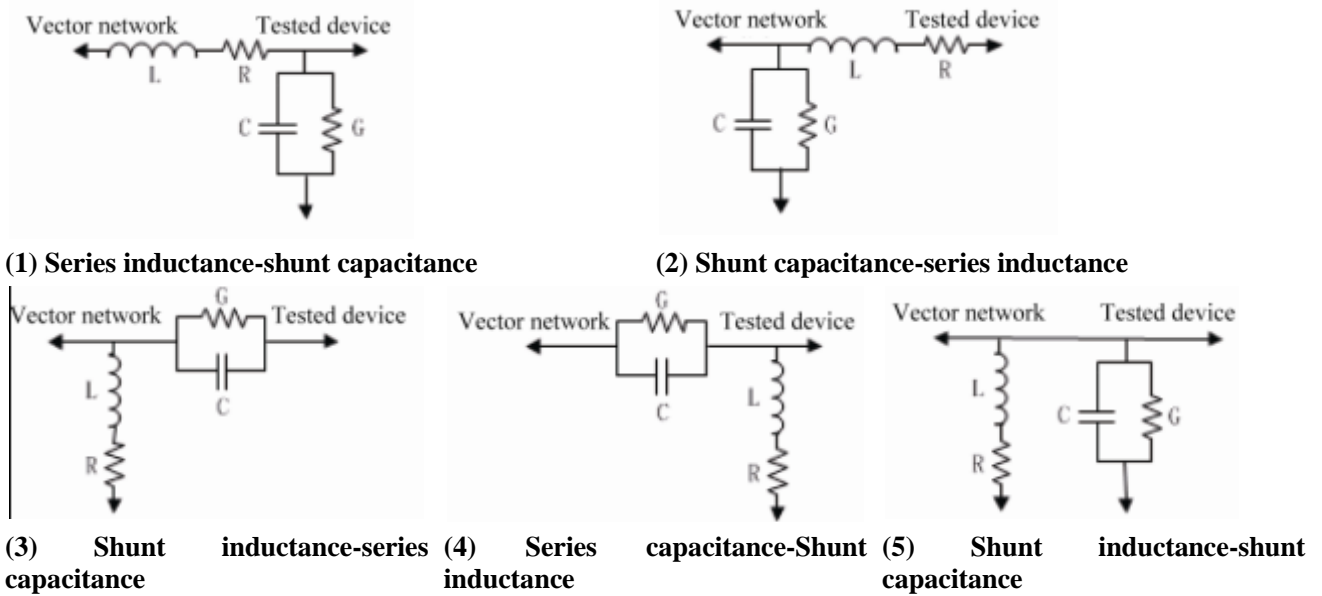 Vector network Tested device
L R
C G
(1) Series inductance-shunt capacitance
Vector network Tested device
L R
C G
(2) Shunt capacitance-series inductance
G
Vector network Tested device
L C
R
(3) Shunt inductance-series
capacitance
G
Vector network Tested device
L
C
R
(4) Series capacitance-Shunt
inductance
Vector network Tested device
L C G
R
(5) Shunt inductance-shunt
capacitance